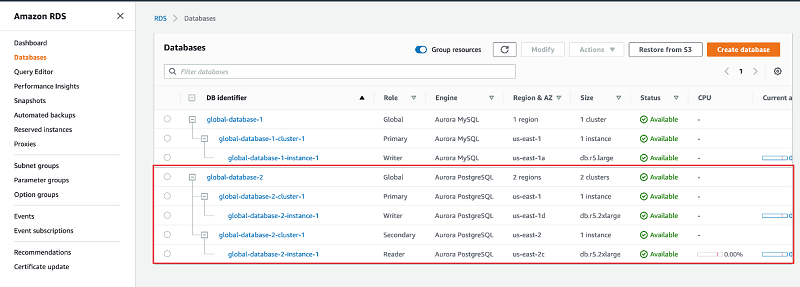 Amazon RDS
Dashboard
Databases
Query Editor
Performance Insights
Snapshots
Automated backups
Reserved instances
Proxies
Subnet groups
Parameter groups
Option groups
Events
Event subscriptions
Recommendations
Certificate update
RDS > Databases
Databases
Group resources
Modify
Actions
Restore from S3
Create database
Filter databases
1
DB identifier Role Engine Region & AZ Size Status CPU Current a
global-database-1 Global Aurora MySQL 1 region 1 cluster Available -
global-database-1-cluster-1 Primary Aurora MySQL us-east-1 1 instance Available -
global-database-1-instance-1 Writer Aurora MySQL us-east-1a db.r5.large Available
global-database-2 Global Aurora PostgreSQL 2 regions 2 clusters Available -
global-database-2-cluster-1 Primary Aurora PostgreSQL us-east-1 1 instance Available -
global-database-2-instance-1 Writer Aurora PostgreSQL us-east-1d db.r5.2xlarge Available -
global-database-2-cluster-1 Secondary Aurora PostgreSQL us-east-2 1 instance Available -
global-database-2-instance-1 Reader Aurora PostgreSQL us-east-2c db.r5.2xlarge Available 0.00%